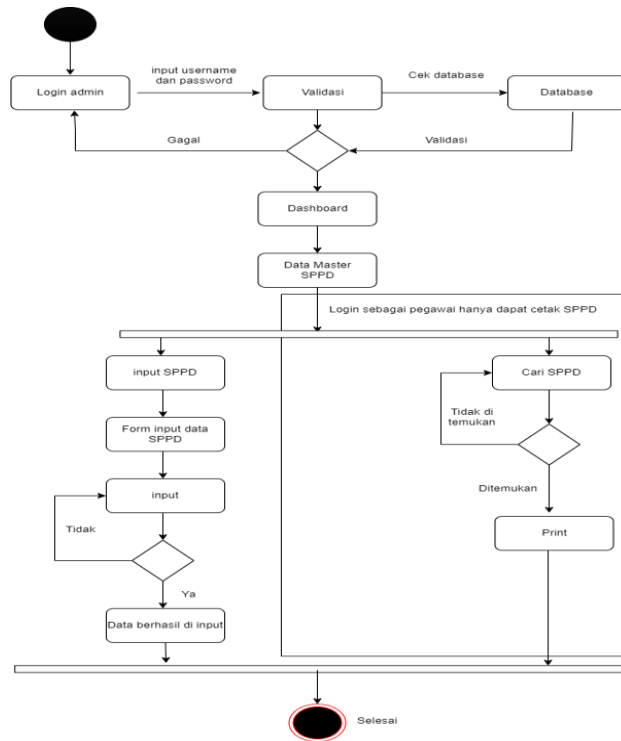 input username
dan password
Cek database
Login admin
Validasi
Database
Gagal
Validasi
Dashboard
Data Master
SPPD
Login sebagai pegawai hanya dapat cetak SPPD
input SPPD
Cari SPPD
Form input data
SPPD
Tidak di
temukan
input
Ditemukan
Tidak
Print
Ya
Data berhasil di input
Selesai